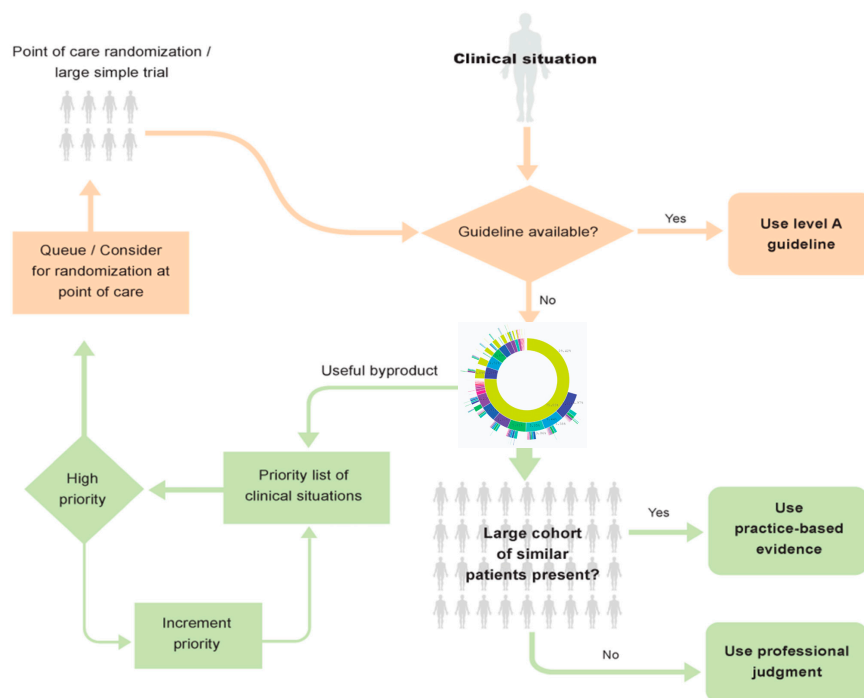 Point of care randomization /
large simple trial
Clinical situation
Guideline available?
Yes
Use level A
guideline
Queue / Consider
for randomization at
point of care
No
Useful byproduct
High
priority
Priority list of
clinical situations
Large cohort
of similar
patients present?
Yes
Use
practice-based
evidence
Increment
priority
No
Use professional
judgment